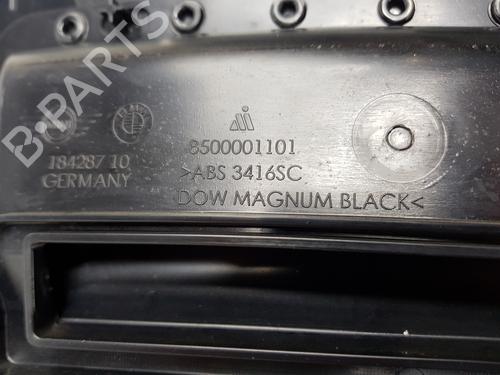 8500001101
>ABS 3416SC
DOW MAGNUM BLACK<
184287 10
GERMANY
B-PARTS